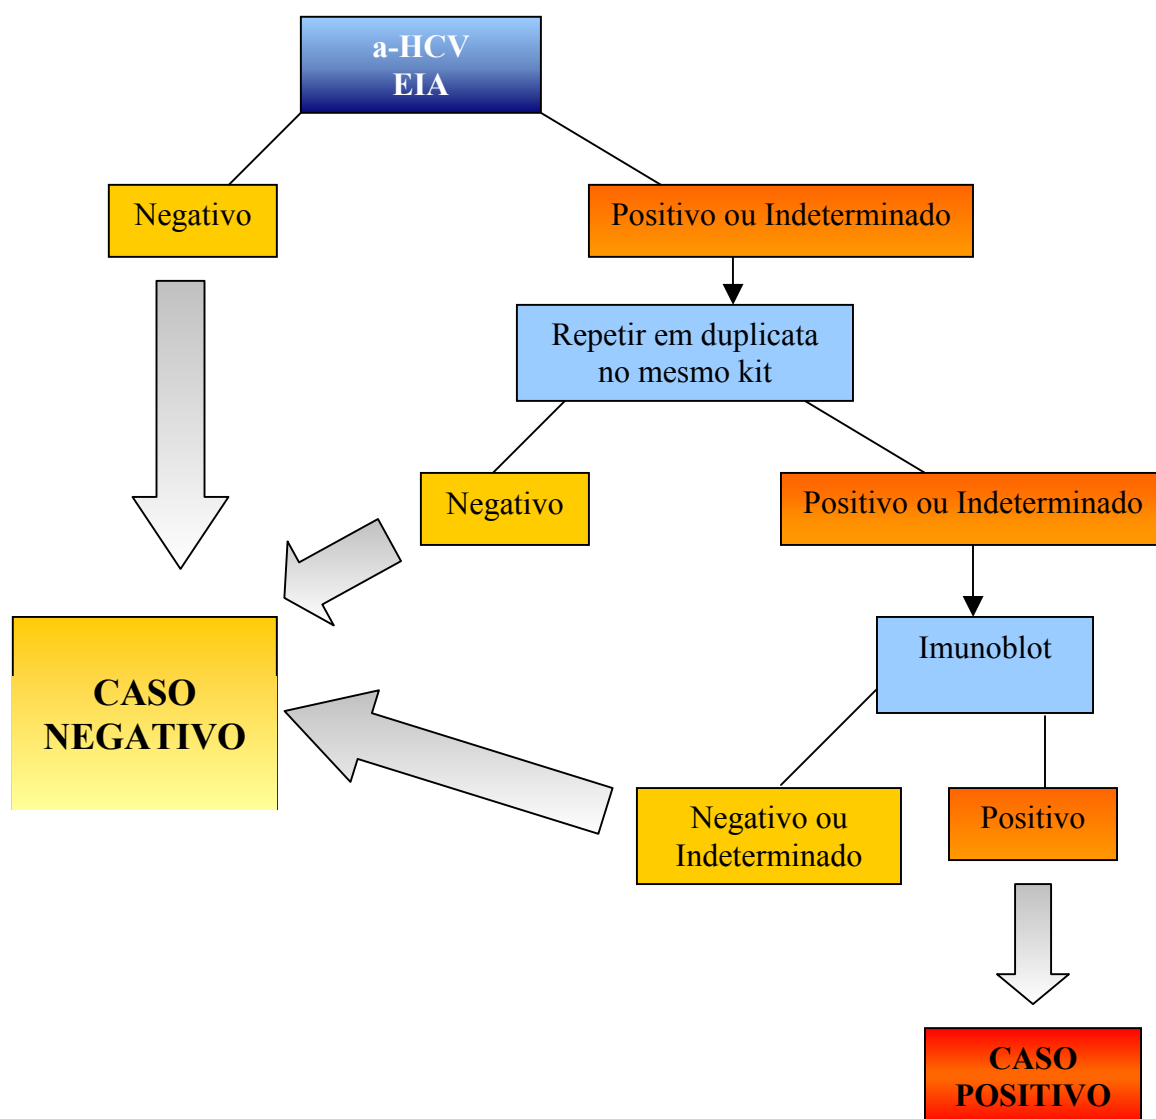 a-HCV
EIA
Negativo
Positivo ou Indeterminado
Repetir em duplicata
no mesmo kit
Negativo
Positivo ou Indeterminado
Imunoblot
CASO
NEGATIVO
Negativo ou
Indeterminado
Positivo
CASO
POSITIVO